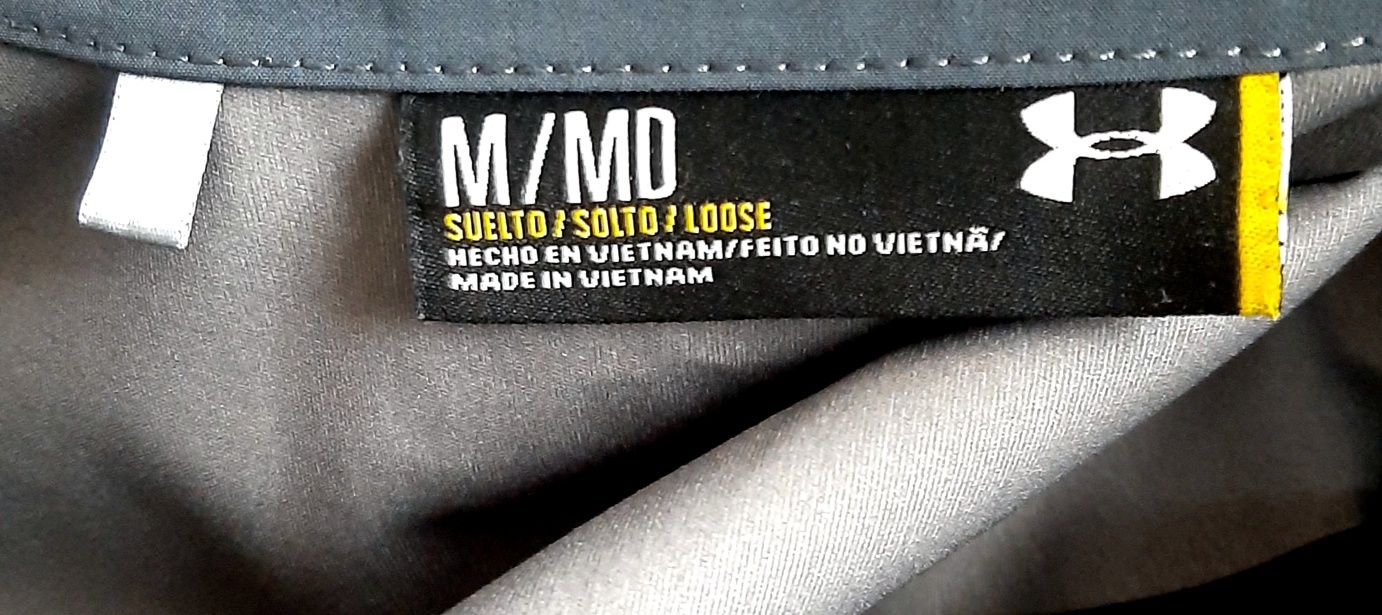 M/MD
SUELTO/SOLTO/LOOSE
HECHO EN VIETNAM/FEITO NO VIETNÃ/
MADE IN VIETNAM